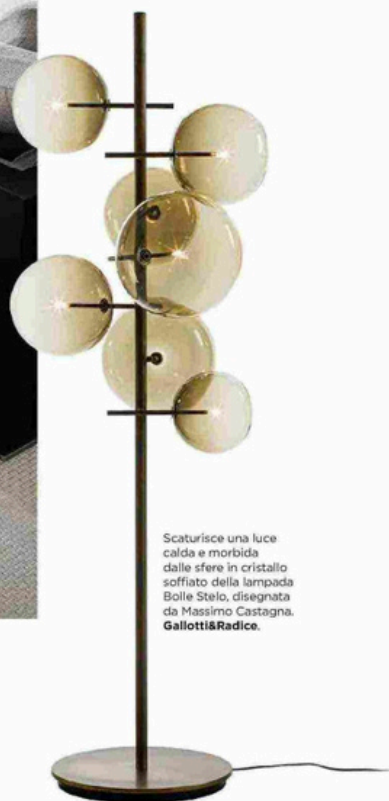 Scaturisce una luce
calda e morbida
dalle sfere in cristallo
soffiato della lampada
Bolle Stelo, disegnata
da Massimo Castagna.
Gallotti&Radice.